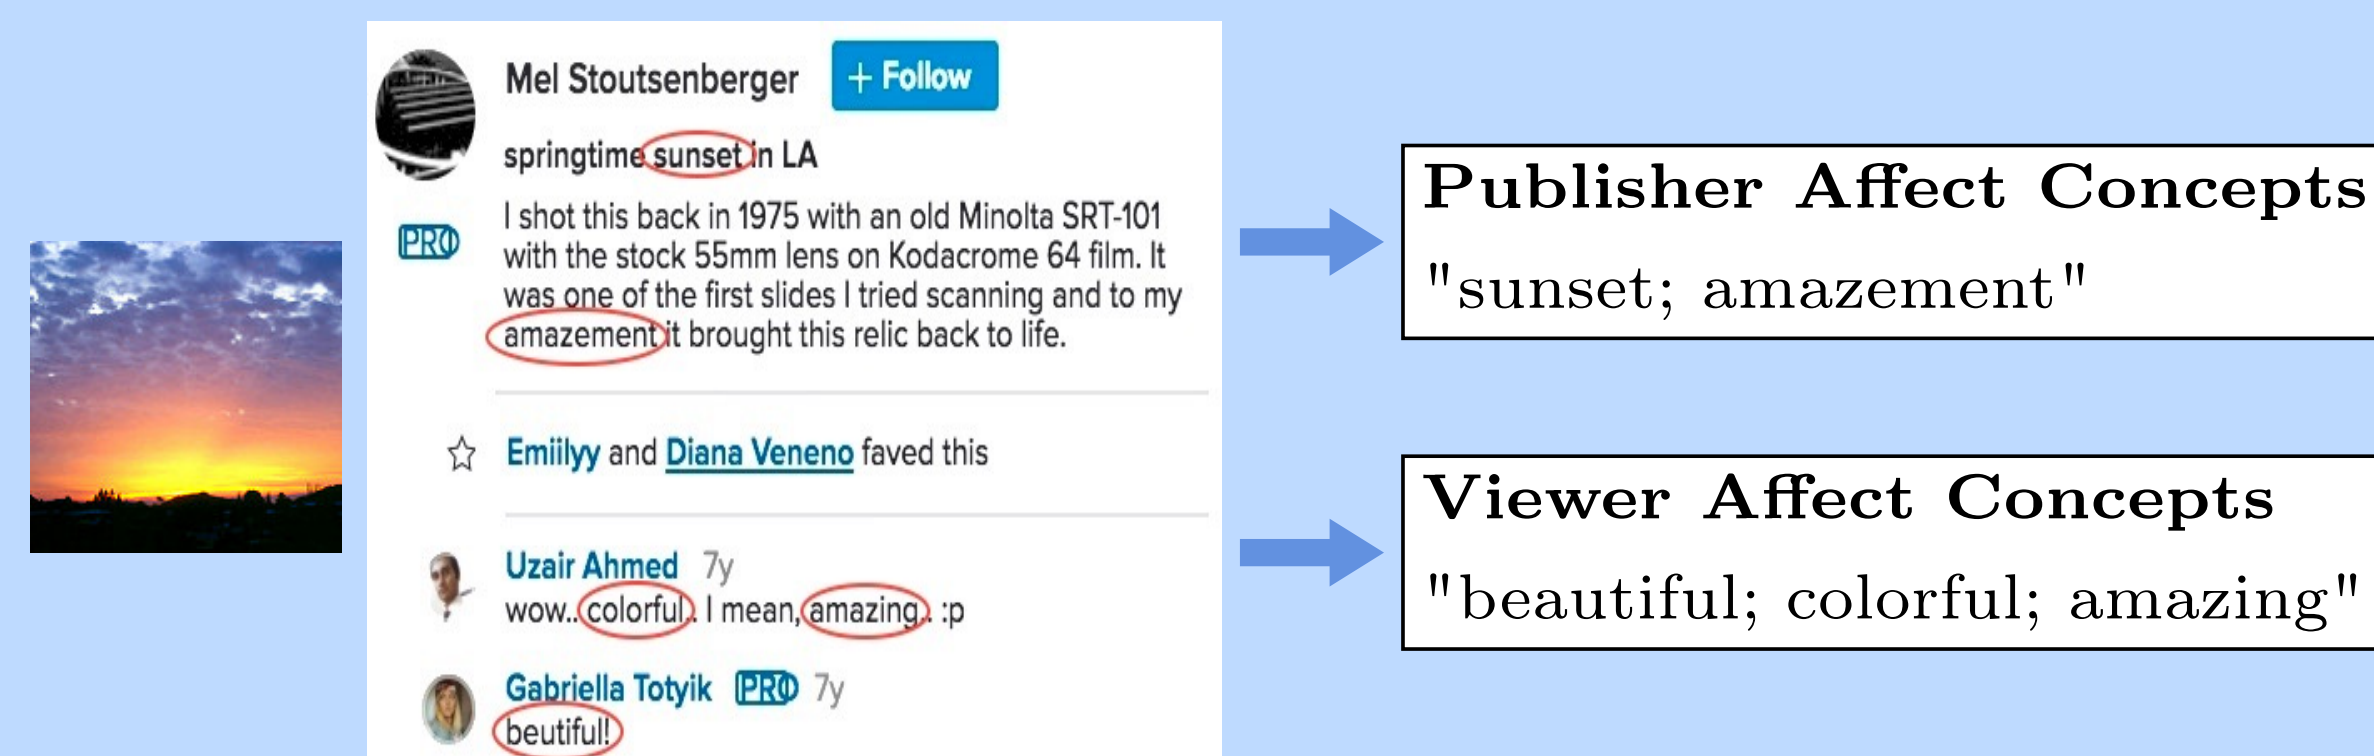 Mel Stoutsenberger
+ Follow
springtime sunset in LA
I shot this back in 1975 with an old Minolta SRT-101
PRO
with the stock 55mm lens on Kodacrome 64 film. It
was one of the first slides I tried scanning and to my
amazement it brought this relic back to life.
Emiilyy and Diana Veneno faved this
Uzair Ahmed 7y
wow.. colorful.. I mean, amazing.. :p
Gabriella Totyik PRO 7y
beutiful!
Publisher Affect Concepts
"sunset; amazement"
Viewer Affect Concepts
"beautiful; colorful; amazing"